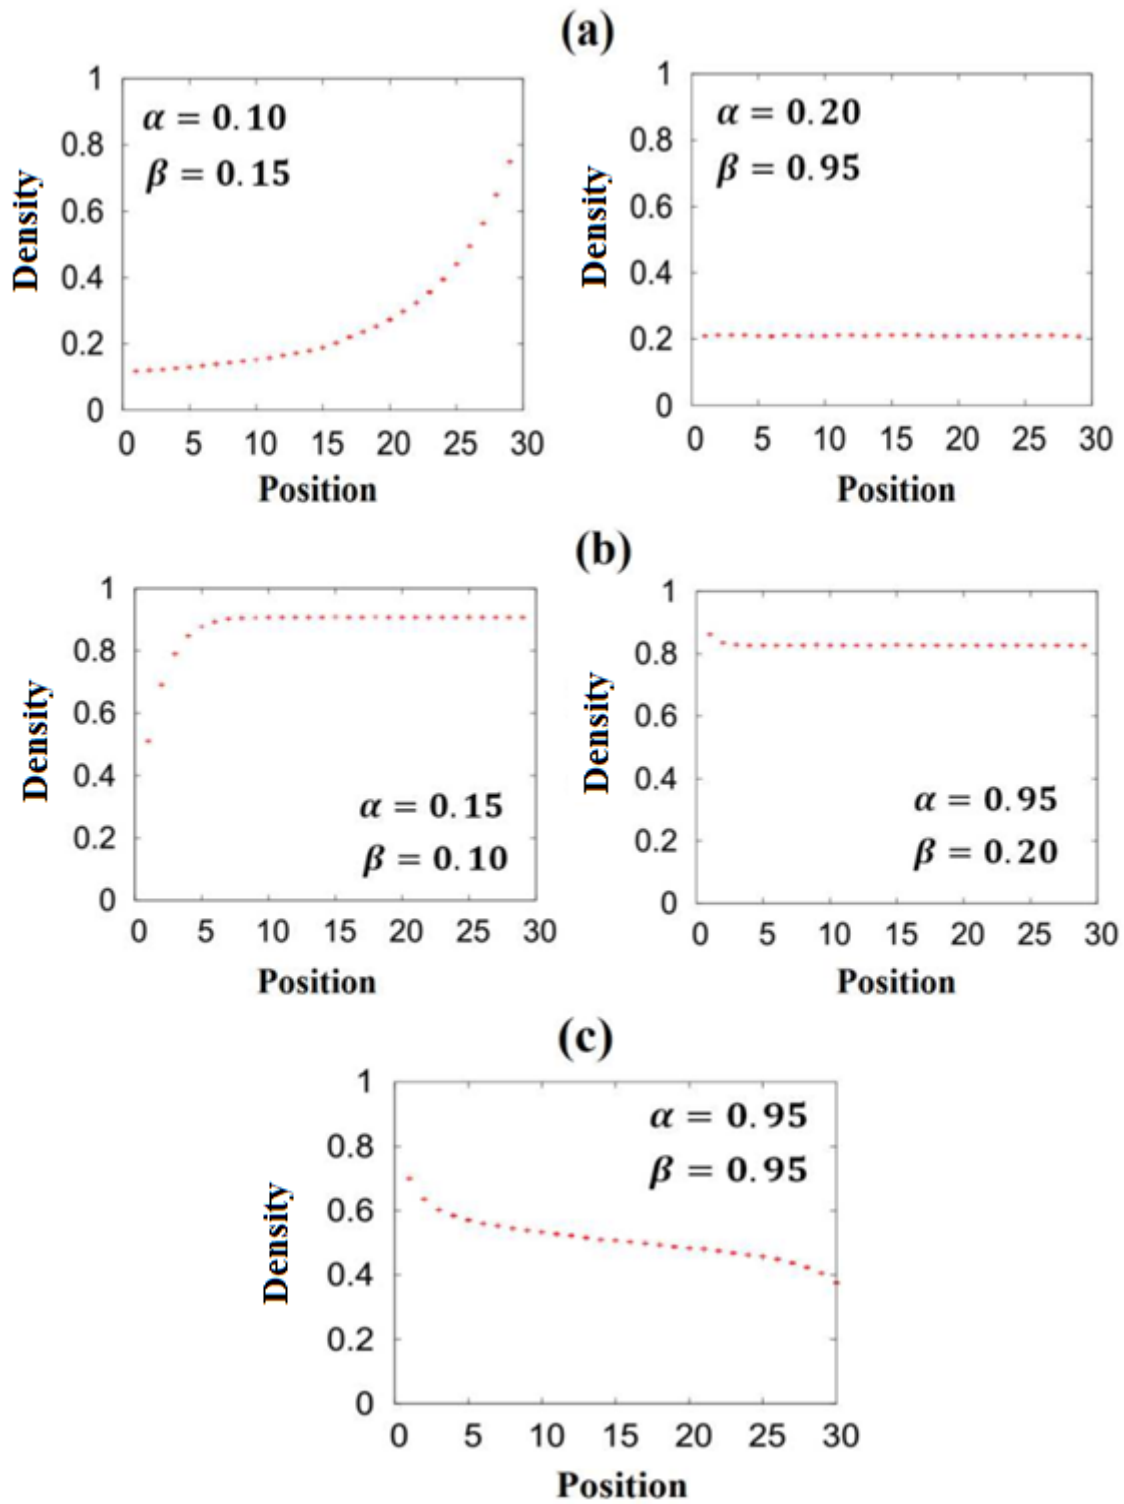 (a)
1
0.8
0.6
0.4
0.2
0
0 5 10 15 20 25 30
Density
Position
α = 0.10
β = 0.15
1
0.8
0.6
0.4
0.2
0
0 5 10 15 20 25 30
Density
Position
α = 0.20
β = 0.95
(b)
1
0.8
0.6
0.4
0.2
0
0 5 10 15 20 25 30
Density
Position
α = 0.15
β = 0.10
1
0.8
0.6
0.4
0.2
0
0 5 10 15 20 25 30
Density
Position
α = 0.95
β = 0.20
(c)
1
0.8
0.6
0.4
0.2
0
0 5 10 15 20 25 30
Density
Position
α = 0.95
β = 0.95